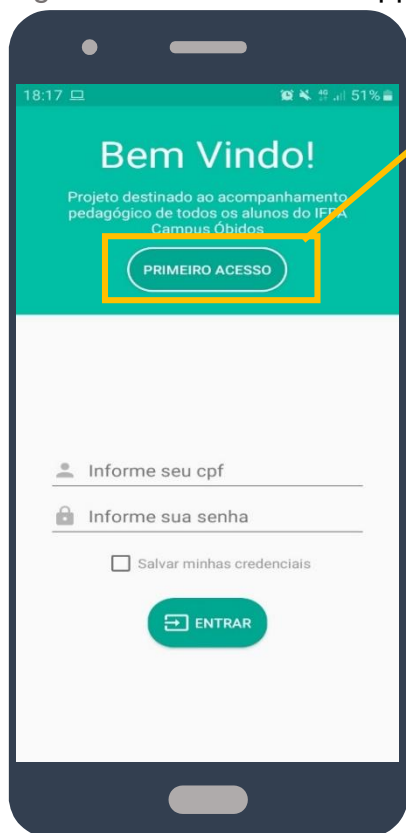 18:17
51%
Bem Vindo!
Projeto destinado ao acompanhamento
pedagógico de todos os alunos do IFPA
Campus Óbidos
PRIMEIRO ACESSO
Informe seu cpf
Informe sua senha
Salvar minhas credenciais
ENTRAR